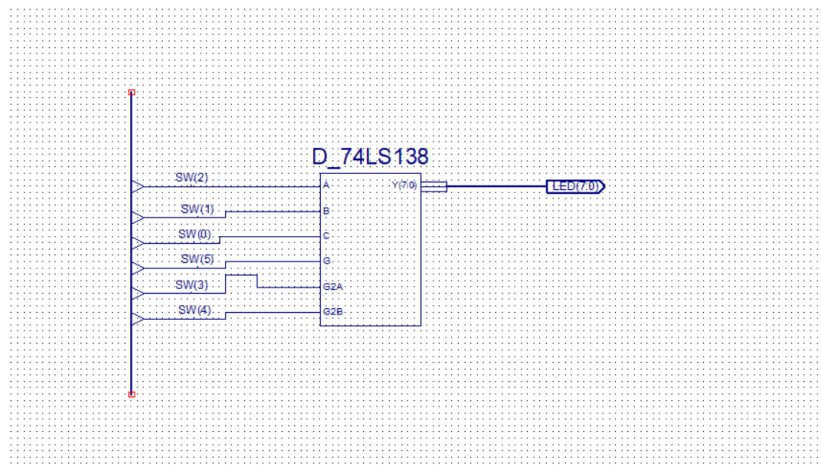 D_74LS138
SW(2)
A
Y(7:0)
LED(7:0)
SW(1)
B
SW(0)
C
SW(5)
G
SW(3)
G2A
SW(4)
G2B